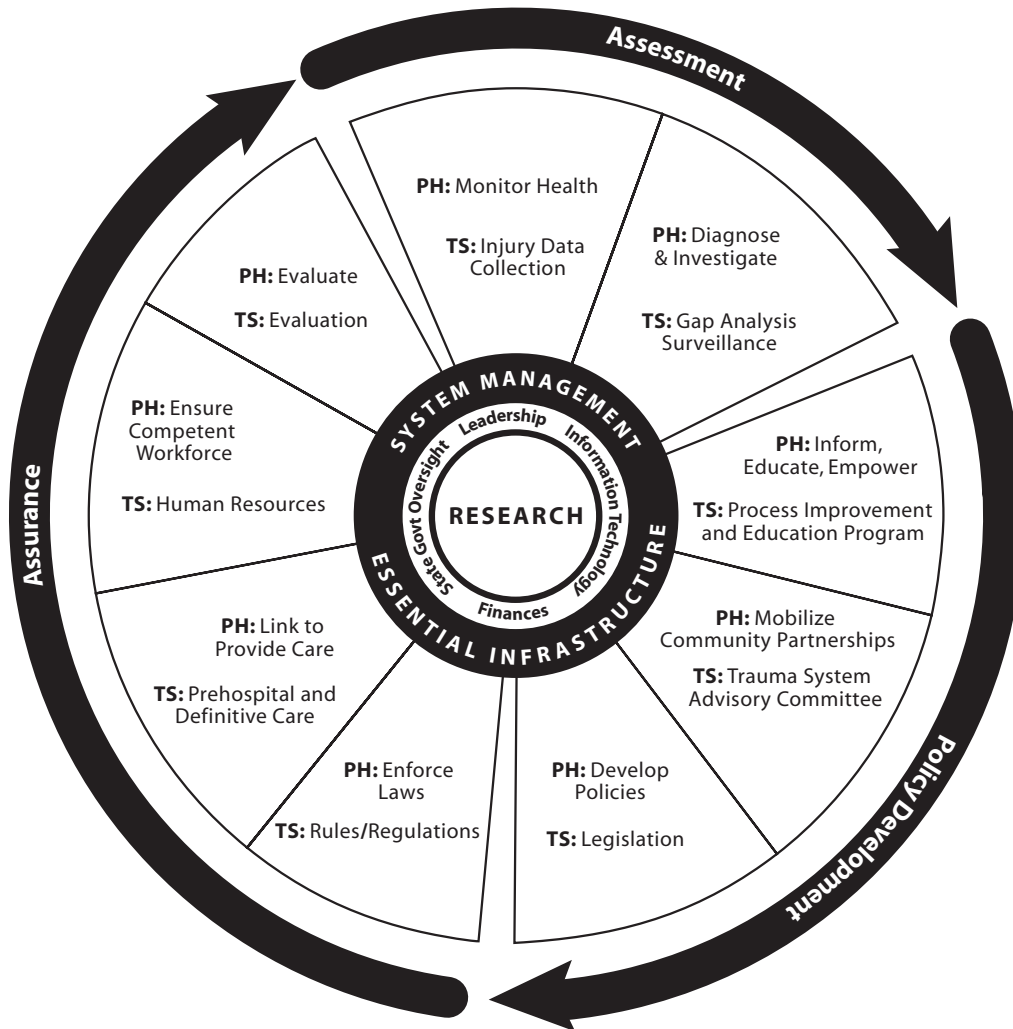 Assessment
PH: Monitor Health
TS: Injury Data
Collection
PH: Diagnose
& Investigate
TS: Gap Analysis
Surveillance
PH: Inform,
Educate, Empower
TS: Process Improvement
and Education Program
PH: Mobilize
Community Partnerships
TS: Trauma System
Advisory Committee
Policy Development
PH: Develop
Policies
TS: Legislation
PH: Enforce
Laws
TS: Rules/Regulations
PH: Link to
Provide Care
TS: Prehospital and
Definitive Care
PH: Ensure
Competent
Workforce
TS: Human Resources
PH: Evaluate
TS: Evaluation
Assurance
SYSTEM MANAGEMENT
ESSENTIAL INFRASTRUCTURE
Leadership
Information Technology
Finances
State Govt Oversight
RESEARCH